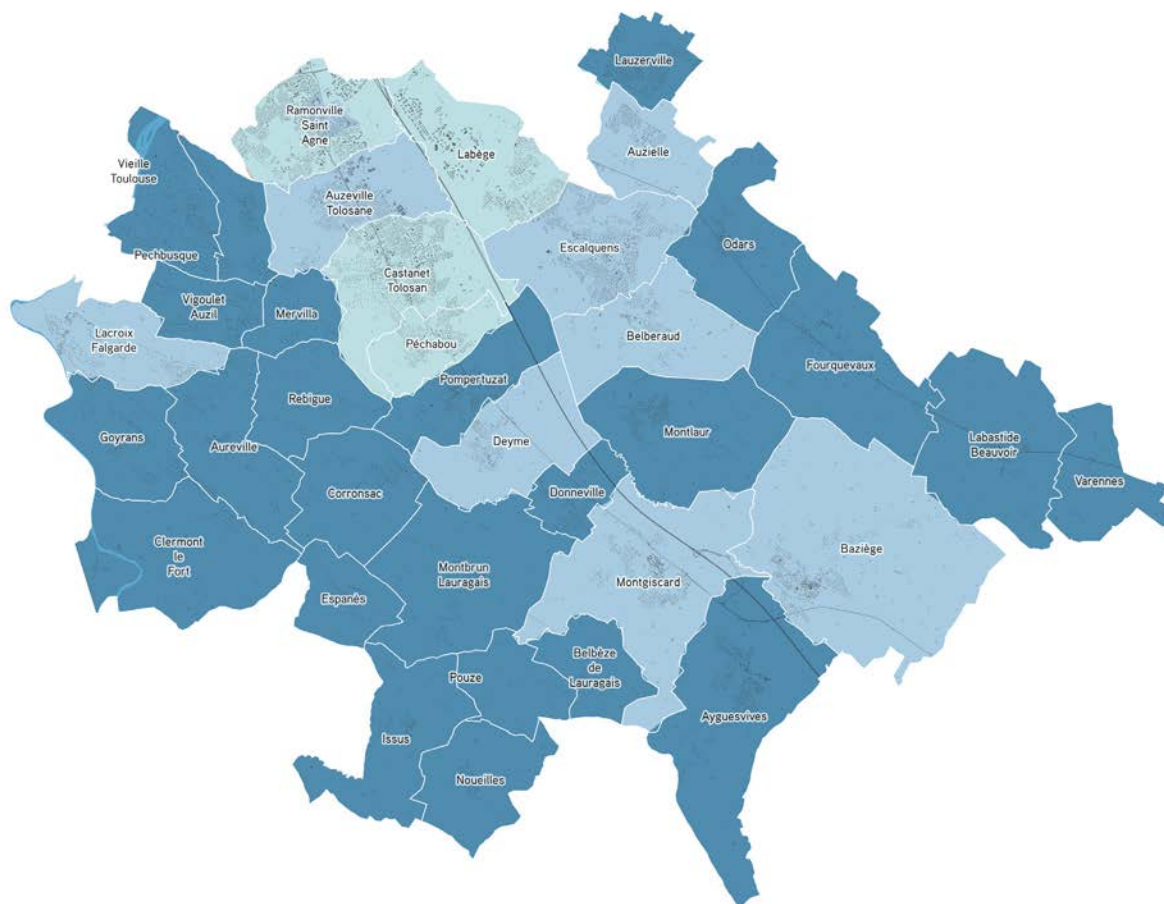 Lauzerville
Ramonville
Saint
Agne
Auzielle
Labège
Vieille
Toulouse
Auzeville
Tolosane
Escalquens
Odars
Pechbusque
Castanet
Tolosan
Vigoulet
Auzil
Mervilla
Lacroix
Falgarde
Péchabou
Belberaud
Fourquevaux
Pompertuzat
Rebigue
Goyrans
Aureville
Deyme
Montlaur
Labastide
Beauvoir
Varennes
Corronsac
Donneville
Clermont
le
Fort
Baziège
Montbrun
Lauragais
Montgiscard
Espanès
Belbèze
de
Lauragais
Pouze
Ayguesvives
Issus
Noueilles